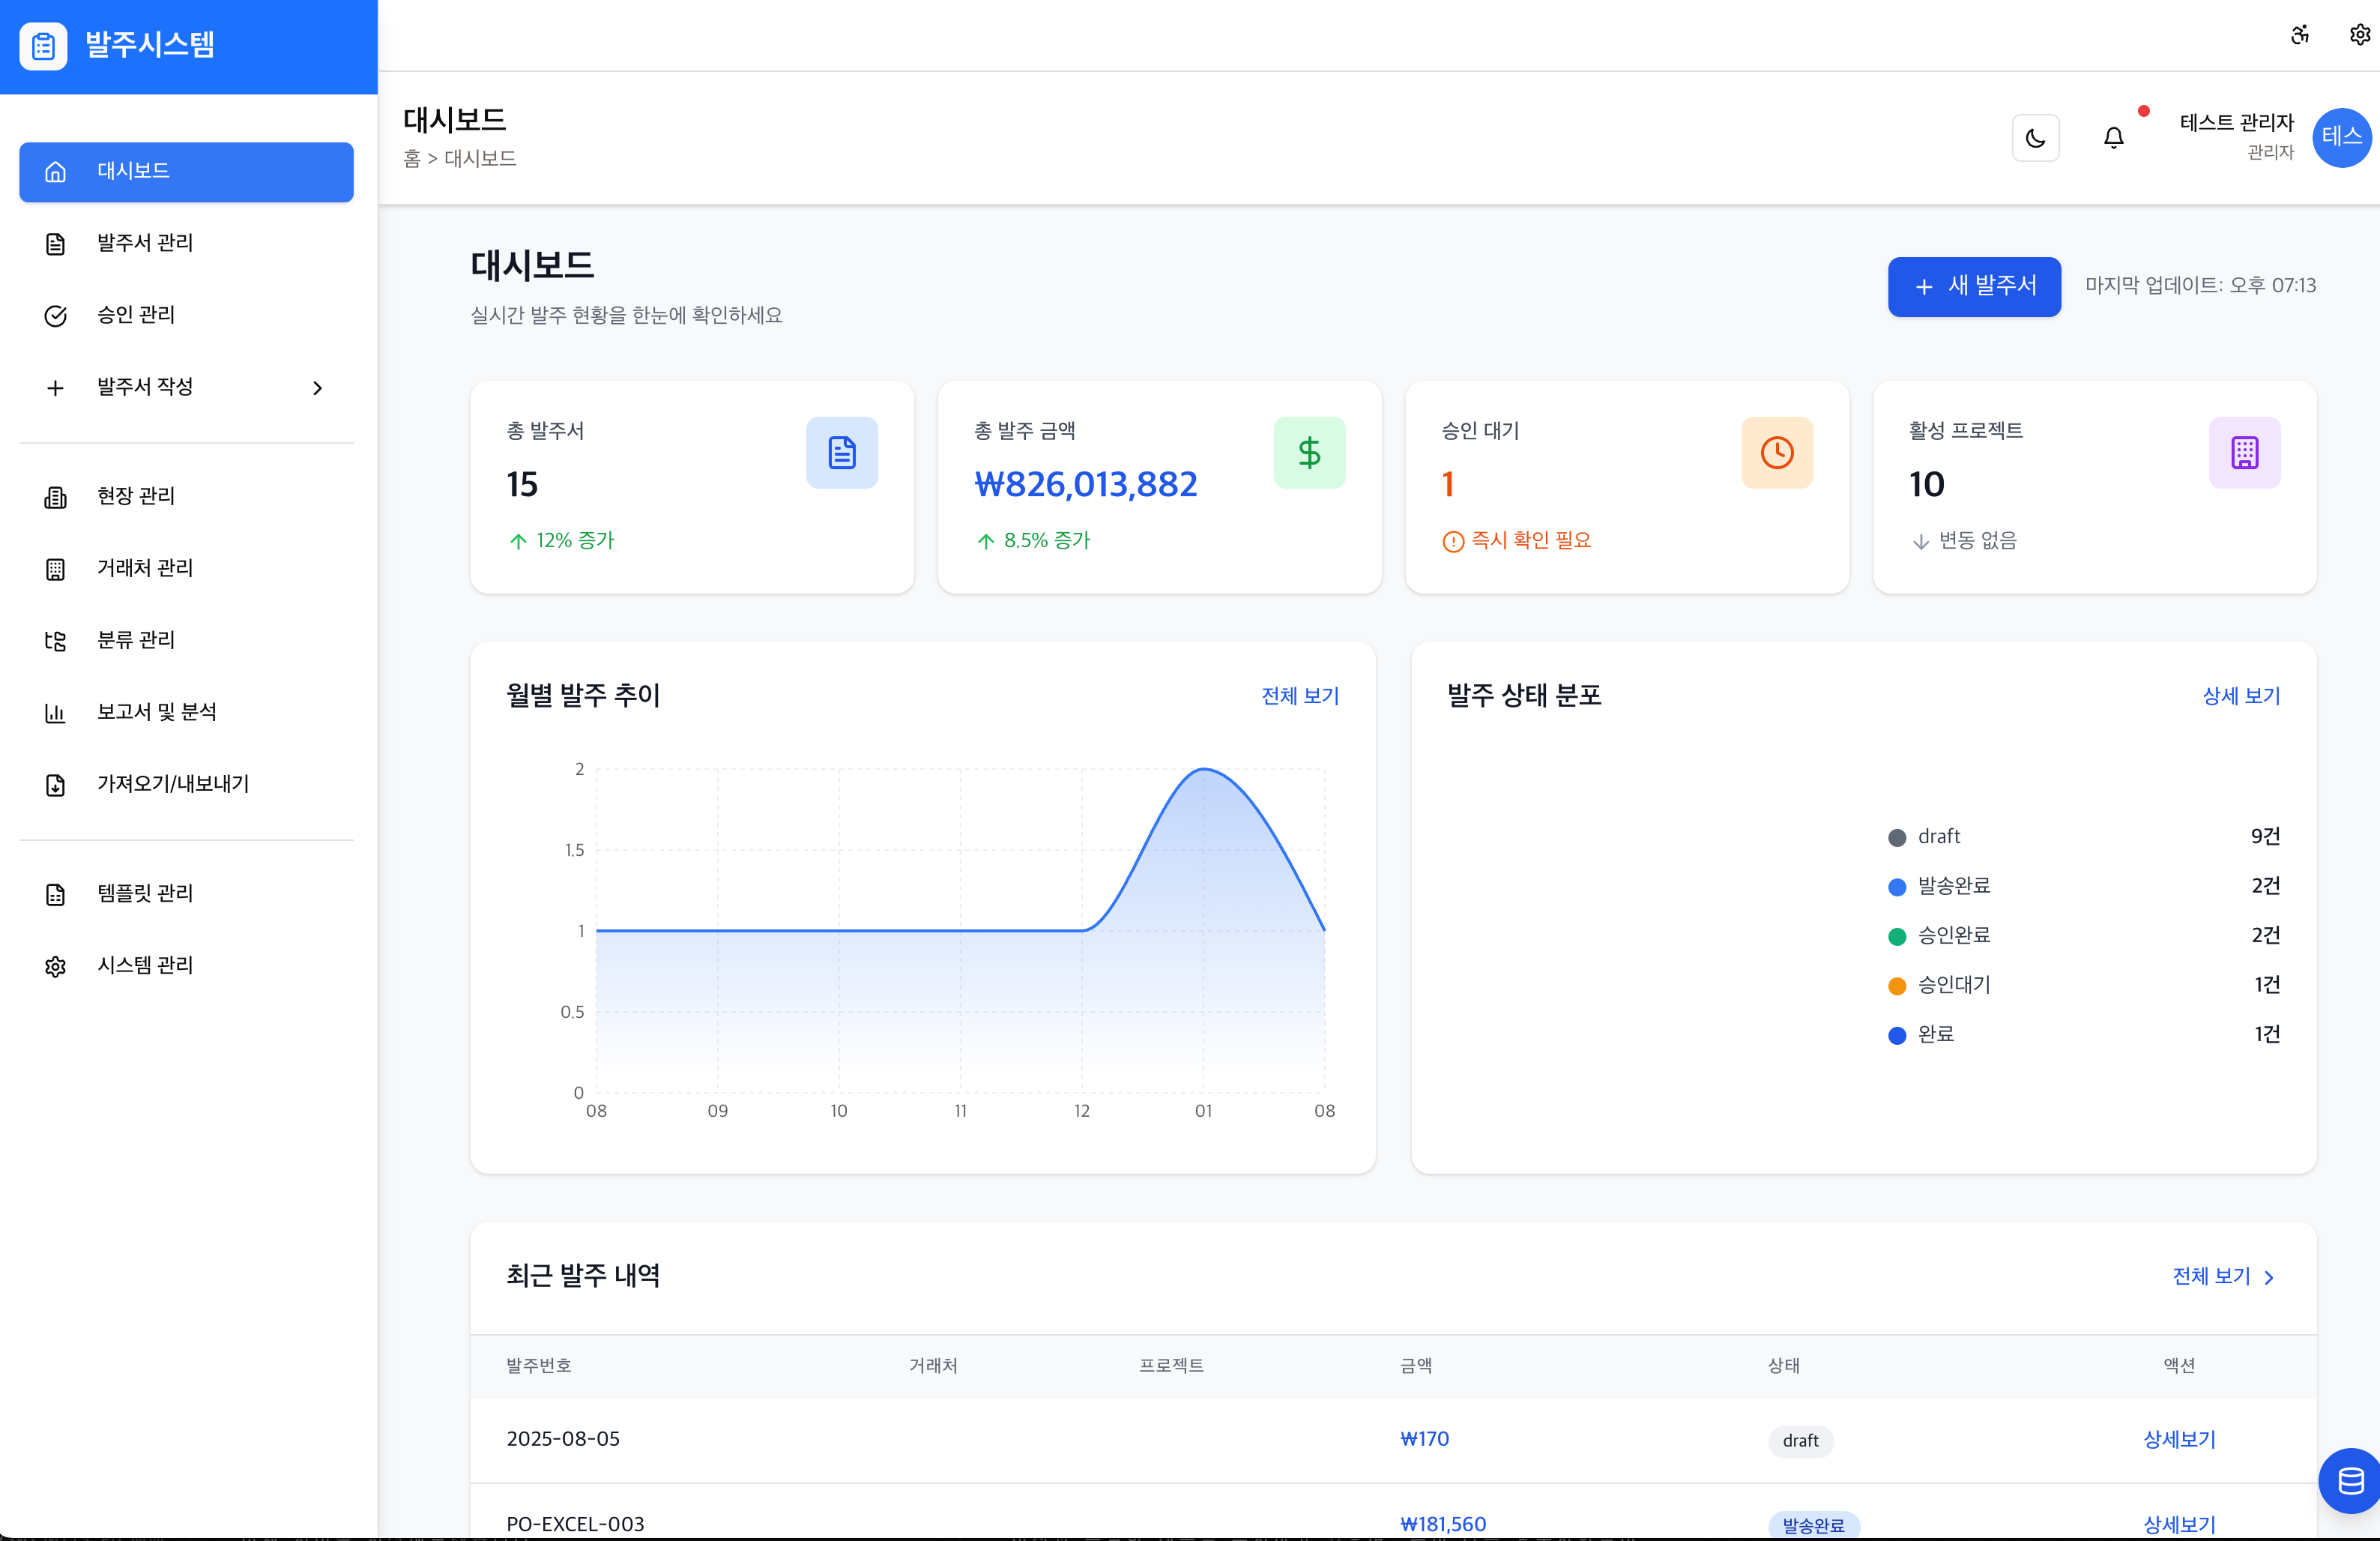 발주시스템
대시보드
발주서 관리
승인 관리
발주서 작성
현장 관리
거래처 관리
분류 관리
보고서 및 분석
가져오기/내보내기
템플릿 관리
시스템 관리
대시보드
홈 > 대시보드
테스트 관리자
관리자
테스
대시보드
실시간 발주 현황을 한눈에 확인하세요
새 발주서
마지막 업데이트: 오후 07:13
총 발주서
15
12% 증가
총 발주 금액
₩826,013,882
8.5% 증가
승인 대기
1
즉시 확인 필요
활성 프로젝트
10
변동 없음
월별 발주 추이
전체 보기
2
1.5
1
0.5
0
08 09 10 11 12 01 08
발주 상태 분포
상세 보기
draft 9건
발송완료 2건
승인완료 2건
승인대기 1건
완료 1건
최근 발주 내역
전체 보기
발주번호 거래처 프로젝트 금액 상태 액션
2025-08-05 ₩170 draft 상세보기
PO-EXCEL-003 ₩181,560 발송완료 상세보기